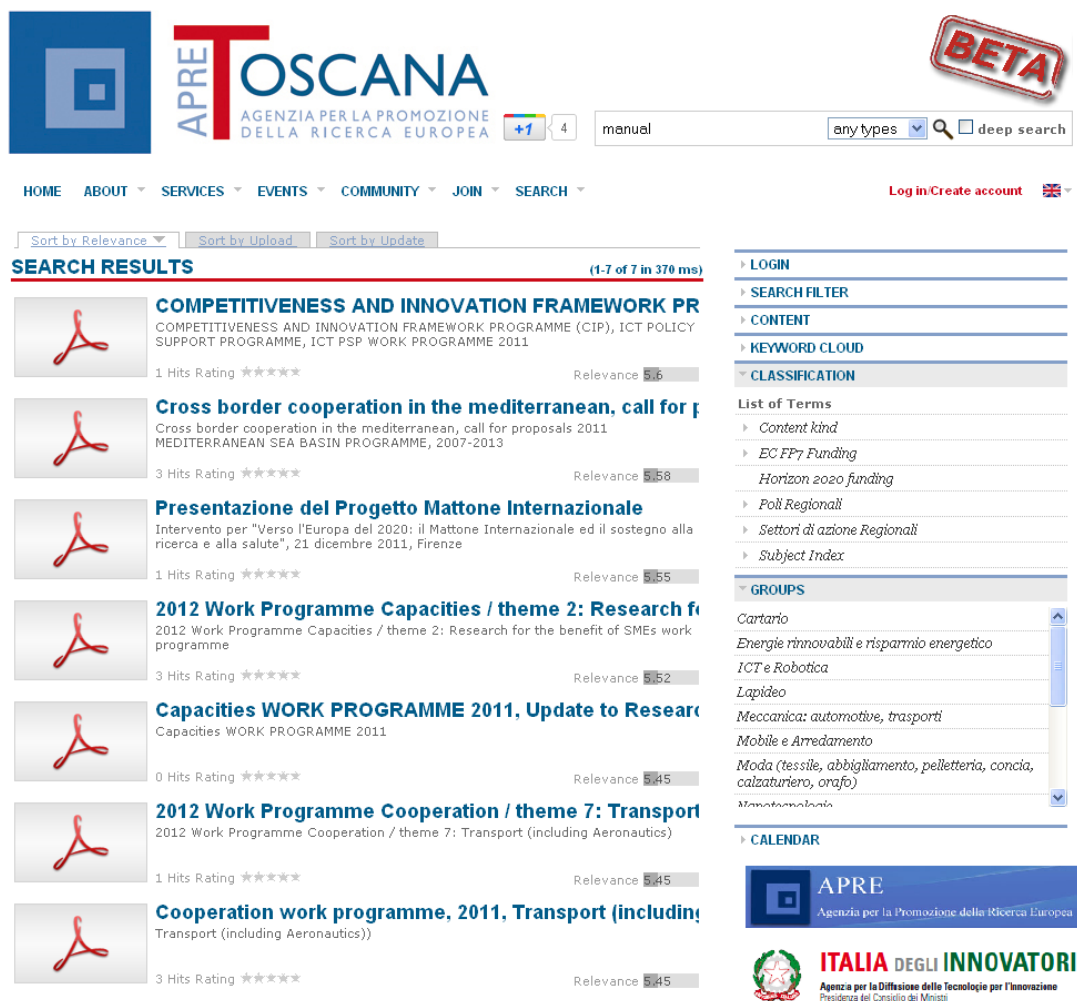 APRE TOSCANA
AGENZIA PER LA PROMOZIONE
DELLA RICERCA EUROPEA
+1 4
BETA
manual any types deep search
HOME ABOUT SERVICES EVENTS COMMUNITY JOIN SEARCH
Log in/Create account
Sort by Relevance Sort by Upload Sort by Update
SEARCH RESULTS (1-7 of 7 in 370 ms)
COMPETITIVENESS AND INNOVATION FRAMEWORK PR
COMPETITIVENESS AND INNOVATION FRAMEWORK PROGRAMME (CIP), ICT POLICY
SUPPORT PROGRAMME, ICT PSP WORK PROGRAMME 2011
1 Hits Rating Relevance 5.6
Cross border cooperation in the mediterranean, call for p
Cross border cooperation in the mediterranean, call for proposals 2011
MEDITERRANEAN SEA BASIN PROGRAMME, 2007-2013
3 Hits Rating Relevance 5.58
Presentazione del Progetto Mattone Internazionale
Intervento per "Verso l'Europa del 2020: il Mattone Internazionale ed il sostegno alla
ricerca e alla salute", 21 dicembre 2011, Firenze
1 Hits Rating Relevance 5.55
2012 Work Programme Capacities / theme 2: Research fo
2012 Work Programme Capacities / theme 2: Research for the benefit of SMEs work
programme
3 Hits Rating Relevance 5.52
Capacities WORK PROGRAMME 2011, Update to Researc
Capacities WORK PROGRAMME 2011
0 Hits Rating Relevance 5.45
2012 Work Programme Cooperation / theme 7: Transport
2012 Work Programme Cooperation / theme 7: Transport (including Aeronautics)
1 Hits Rating Relevance 5.45
Cooperation work programme, 2011, Transport (including
Transport (including Aeronautics))
3 Hits Rating Relevance 5.45
LOGIN
SEARCH FILTER
CONTENT
KEYWORD CLOUD
CLASSIFICATION
List of Terms
Content kind
EC FP7 Funding
Horizon 2020 funding
Poli Regionali
Settori di azione Regionali
Subject Index
GROUPS
Cartario
Energie rinnovabili e risparmio energetico
ICT e Robotica
Lapideo
Meccanica: automotive, trasporti
Mobile e Arredamento
Moda (tessile, abbigliamento, pelletteria, concia,
calzaturiero, orafo)
Nanotecnologie
CALENDAR
APRE
Agenzia per la Promozione della Ricerca Europea
ITALIA DEGLI INNOVATORI
Agenzia per la Diffusione delle Tecnologie per l'Innovazione
Presidenza del Consiglio dei Ministri